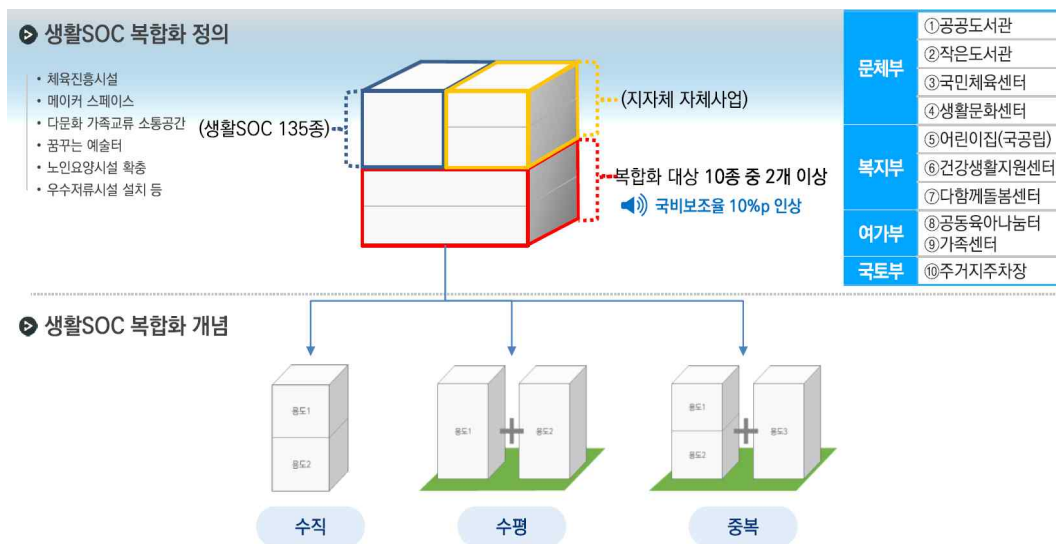 생활SOC 복합화 정의
• 체육진흥시설
• 메이커 스페이스
• 다문화 가족교류 소통공간
• 꿈꾸는 예술터
• 노인요양시설 확충
• 우수저류시설 설치 등
(생활SOC 135종)
(지자체 자체사업)
복합화 대상 10종 중 2개 이상
국비보조율 10%p 인상
문체부
①공공도서관
②작은도서관
③국민체육센터
④생활문화센터
복지부
⑤어린이집(국공립)
⑥건강생활지원센터
⑦다함께돌봄센터
여가부
⑧공동육아나눔터
⑨가족센터
국토부
⑩주거지주차장
생활SOC 복합화 개념
용도1
용도2
수직
용도1
용도2
수평
용도1
용도2
용도3
중복